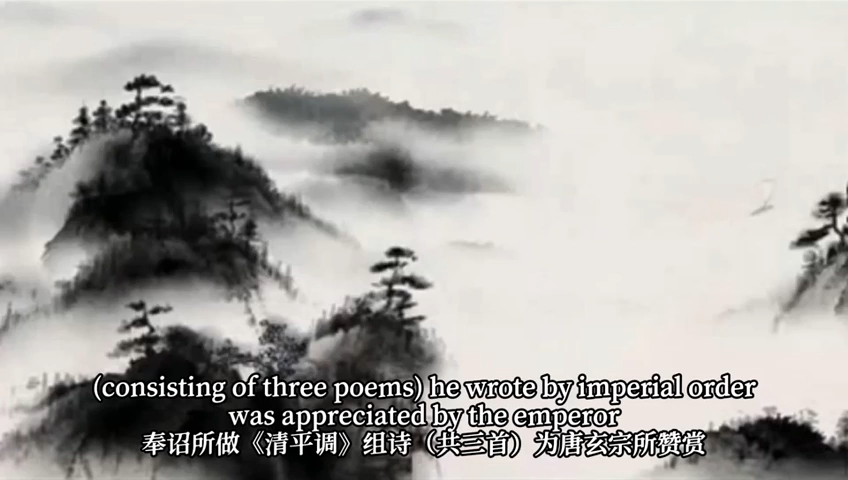 (consisting of three poems) he wrote by imperial order
was appreciated by the emperor
奉诏所做《清平调》组诗（共三首）为唐玄宗所赞赏